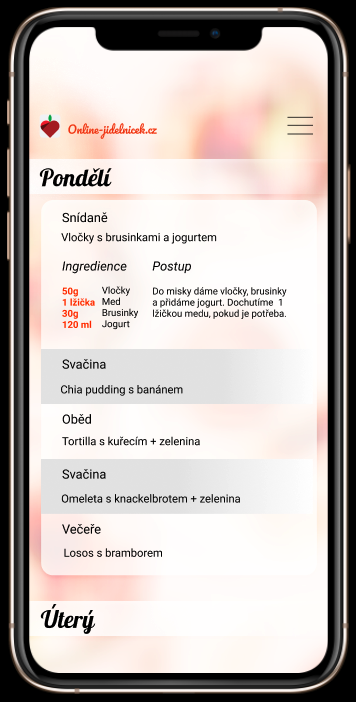 Online-jidelnicek.cz
Pondělí
Snídaně
Vločky s brusinkami a jogurtem
Ingredience Postup
50g Vločky
1 lžička Med
30g Brusinky
120 ml Jogurt
Do misky dáme vločky, brusinky
a přidáme jogurt. Dochutíme 1
lžičkou medu, pokud je potřeba.
Svačina
Chia pudding s banánem
Oběd
Tortilla s kuřecím + zelenina
Svačina
Omeleta s knackelbrotem + zelenina
Večeře
Losos s bramborem
Úterý